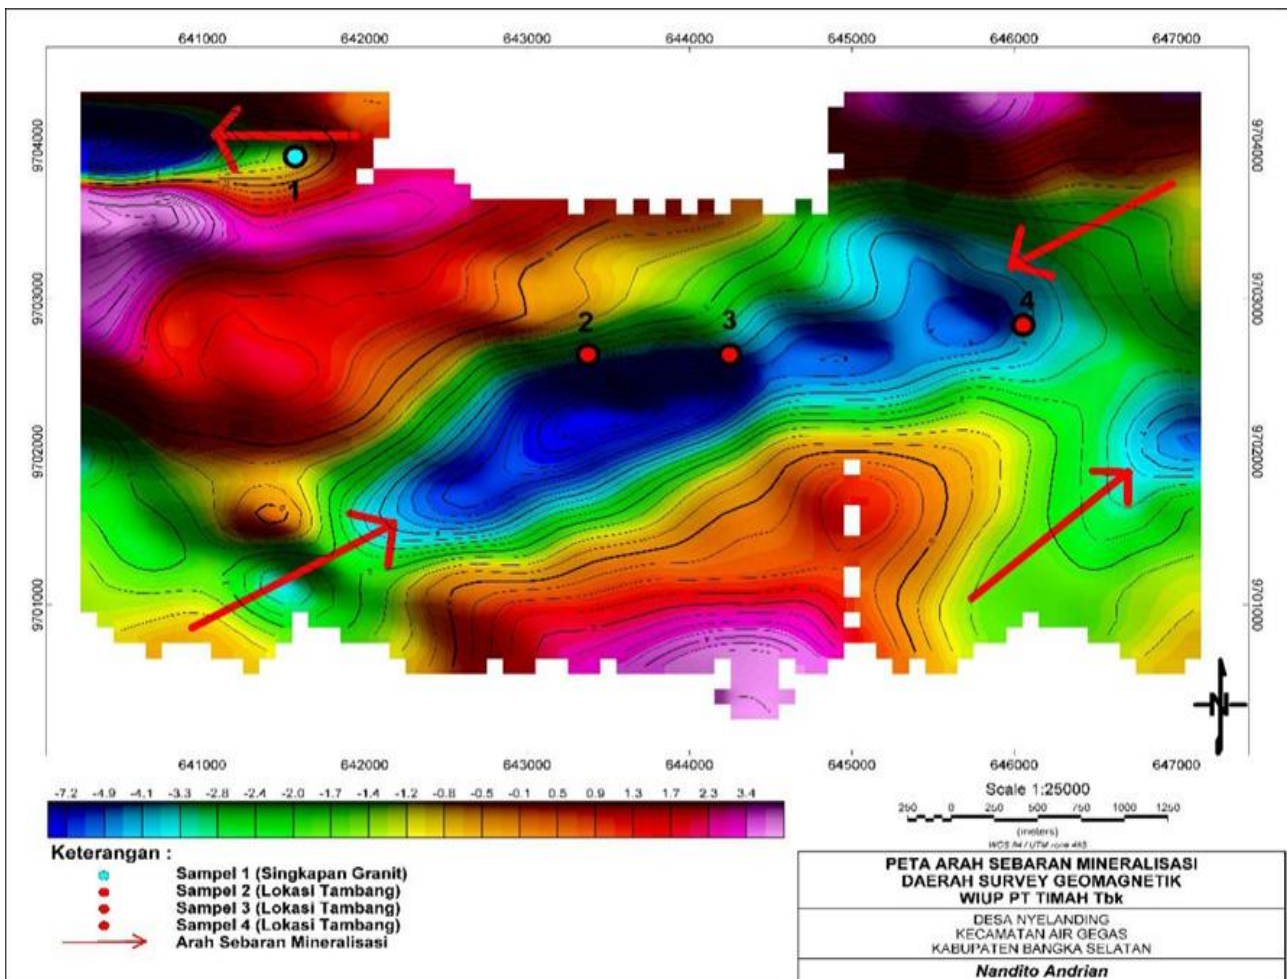 641000 642000 643000 644000 645000 646000 647000
9704000 9704000
1
9703000 9703000
2 3 4
9702000 9702000
9701000 9701000
N
641000 642000 643000 644000 645000 646000 647000
-7.2 -4.9 -4.1 -3.3 -2.8 -2.4 -2.0 -1.6 -1.4 -1.2 -0.8 -0.5 -0.1 0.5 0.9 1.3 1.7 2.3 3.4
Scale 1:25000
250 0 250 500 750 1000 1250
(meters)
Keterangan :
Sampel 1 (Singkapan Granit)
Sampel 2 (Lokasi Tambang)
Sampel 3 (Lokasi Tambang)
Sampel 4 (Lokasi Tambang)
Arah Sebaran Mineralisasi
PETA ARAH SEBARAN MINERALISASI
DAERAH SURVEY GEOMAGNETIK
WIUP PT TIMAH Tbk
DESA NYELANDING
KECAMATAN AIR GEGAS
KABUPATEN BANGKA SELATAN
Nandito Andrian